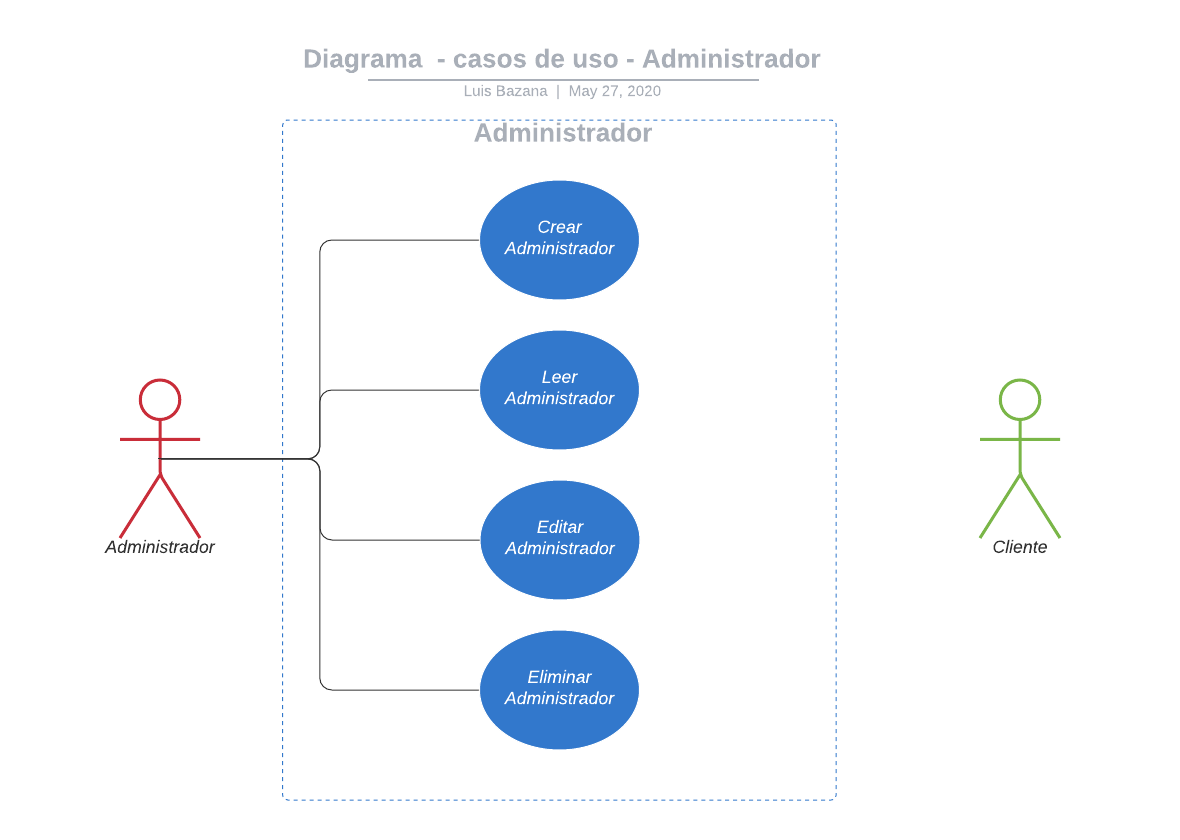 Diagrama  - casos de uso - Administrador
Luis Bazana  |  May 27, 2020
Administrador
Crear
Administrador
Leer
Administrador
Editar
Administrador
Eliminar
Administrador
Administrador
Cliente